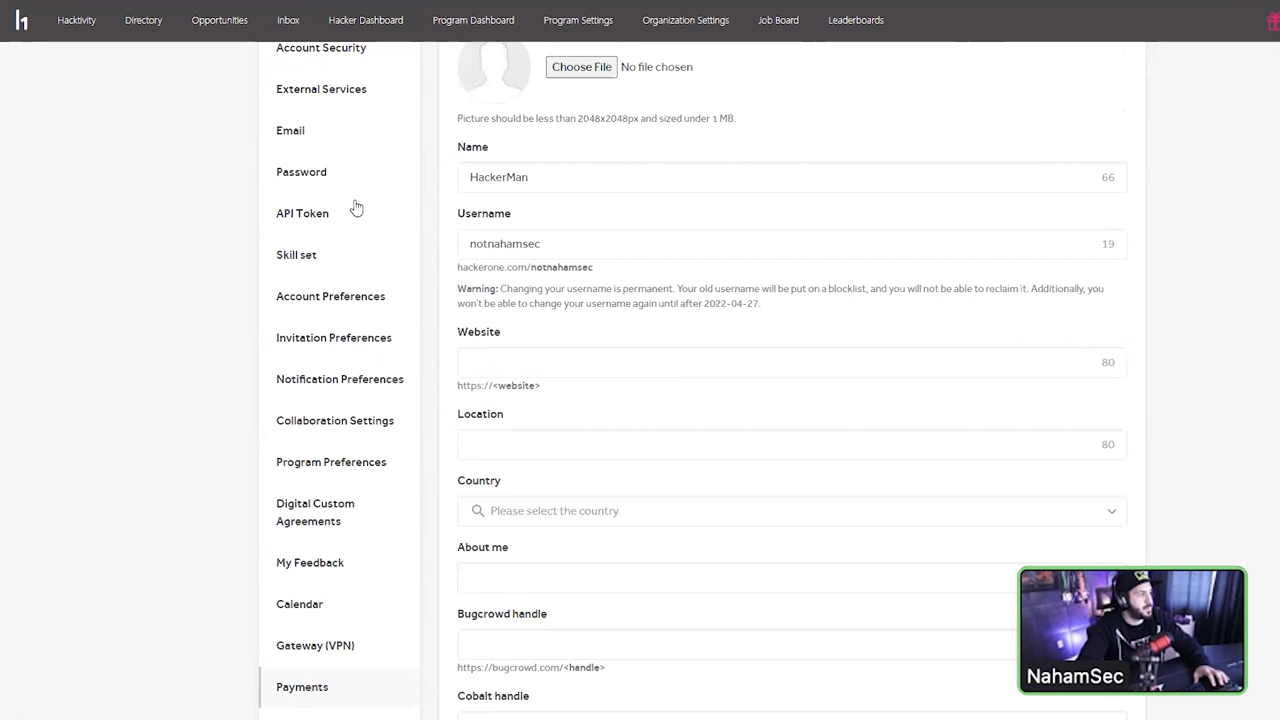 h1
Hacktivity
Directory
Opportunities
Inbox
Hacker Dashboard
Program Dashboard
Program Settings
Organization Settings
Job Board
Leaderboards
Account Security
External Services
Email
Password
API Token
Skill set
Account Preferences
Invitation Preferences
Notification Preferences
Collaboration Settings
Program Preferences
Digital Custom
Agreements
My Feedback
Calendar
Gateway (VPN)
Payments
Choose File No file chosen
Picture should be less than 2048x2048px and sized under 1 MB.
Name
HackerMan 66
Username
notnahamsec 19
hackerone.com/notnahamsec
Warning: Changing your username is permanent. Your old username will be put on a blocklist, and you will not be able to reclaim it. Additionally, you
won't be able to change your username again until after 2022-04-27.
Website
80
https://<website>
Location
80
Country
Please select the country
About me
Bugcrowd handle
https://bugcrowd.com/<handle>
Cobalt handle
NahamSec